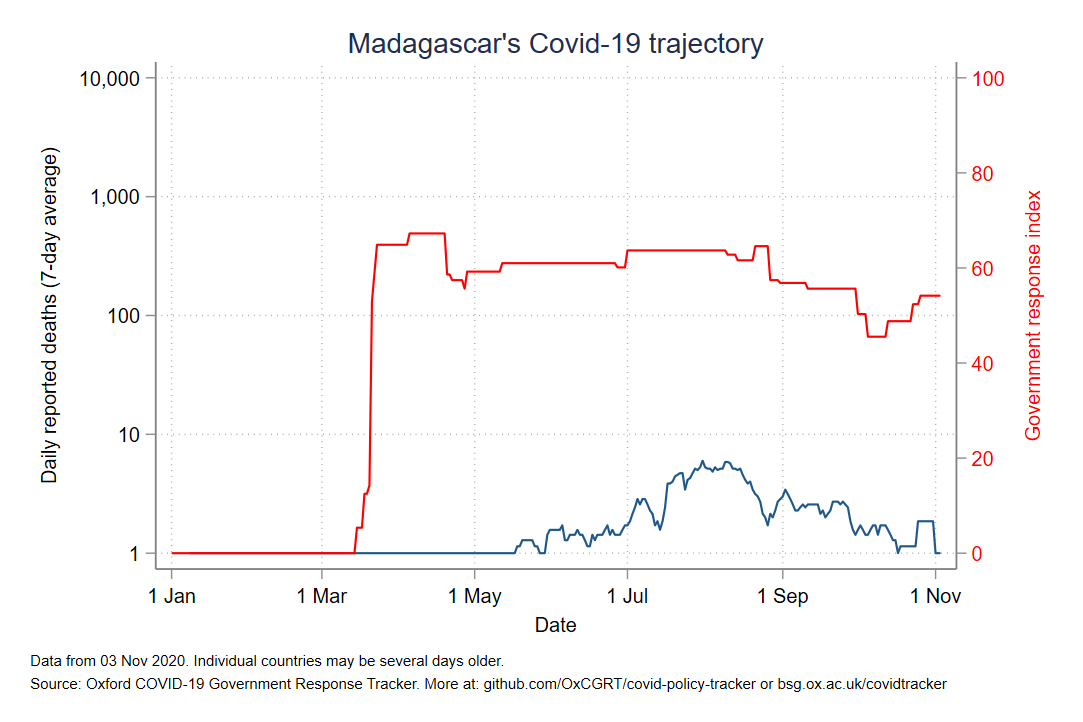 Madagascar's Covid-19 trajectory
Daily reported deaths (7-day average)
10,000
1,000
100
10
1
100
80
60
40
20
0
Government response index
1 Jan
1 Mar
1 May
1 Jul
1 Sep
1 Nov
Date
Data from 03 Nov 2020. Individual countries may be several days older.
Source: Oxford COVID-19 Government Response Tracker. More at: github.com/OxCGRT/covid-policy-tracker or bsg.ox.ac.uk/covidtracker